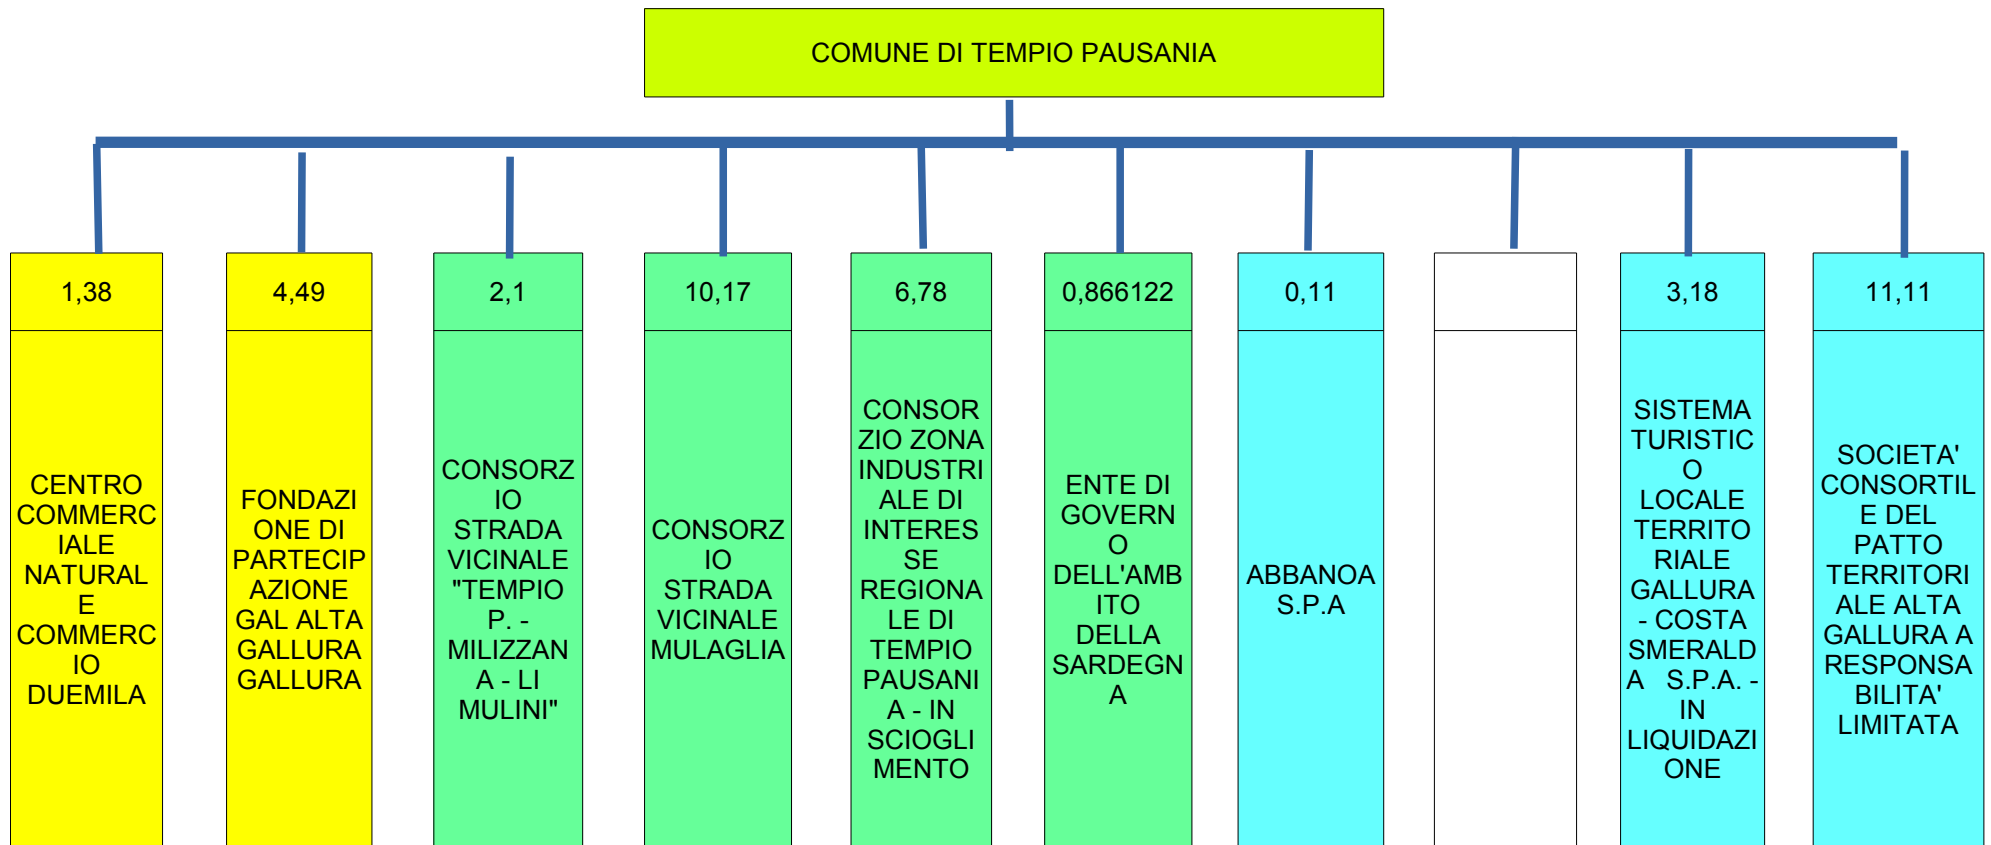 COMUNE DI TEMPIO PAUSANIA
1,38
4,49
2,1
10,17
6,78
0,866122
0,11
3,18
11,11
CENTRO
COMMERC
IALE
NATURAL
E
COMMERC
IO
DUEMILA
FONDAZI
ONE DI
PARTECIP
AZIONE
GAL ALTA
GALLURA
GALLURA
CONSORZ
IO
STRADA
VICINALE
"TEMPIO
P. -
MILIZZAN
A - LI
MULINI"
CONSORZ
IO
STRADA
VICINALE
MULAGLIA
CONSOR
ZIO ZONA
INDUSTRI
ALE DI
INTERES
SE
REGIONA
LE DI
TEMPIO
PAUSANI
A - IN
SCIOGLI
MENTO
ENTE DI
GOVERN
O
DELL'AMB
ITO
DELLA
SARDEGN
A
ABBANOA
S.P.A
SISTEMA
TURISTIC
O
LOCALE
TERRITO
RIALE
GALLURA
- COSTA
SMERALD
A S.P.A. -
IN
LIQUIDAZI
ONE
SOCIETA'
CONSORTIL
E DEL
PATTO
TERRITORI
ALE ALTA
GALLURA A
RESPONSA
BILITA'
LIMITATA